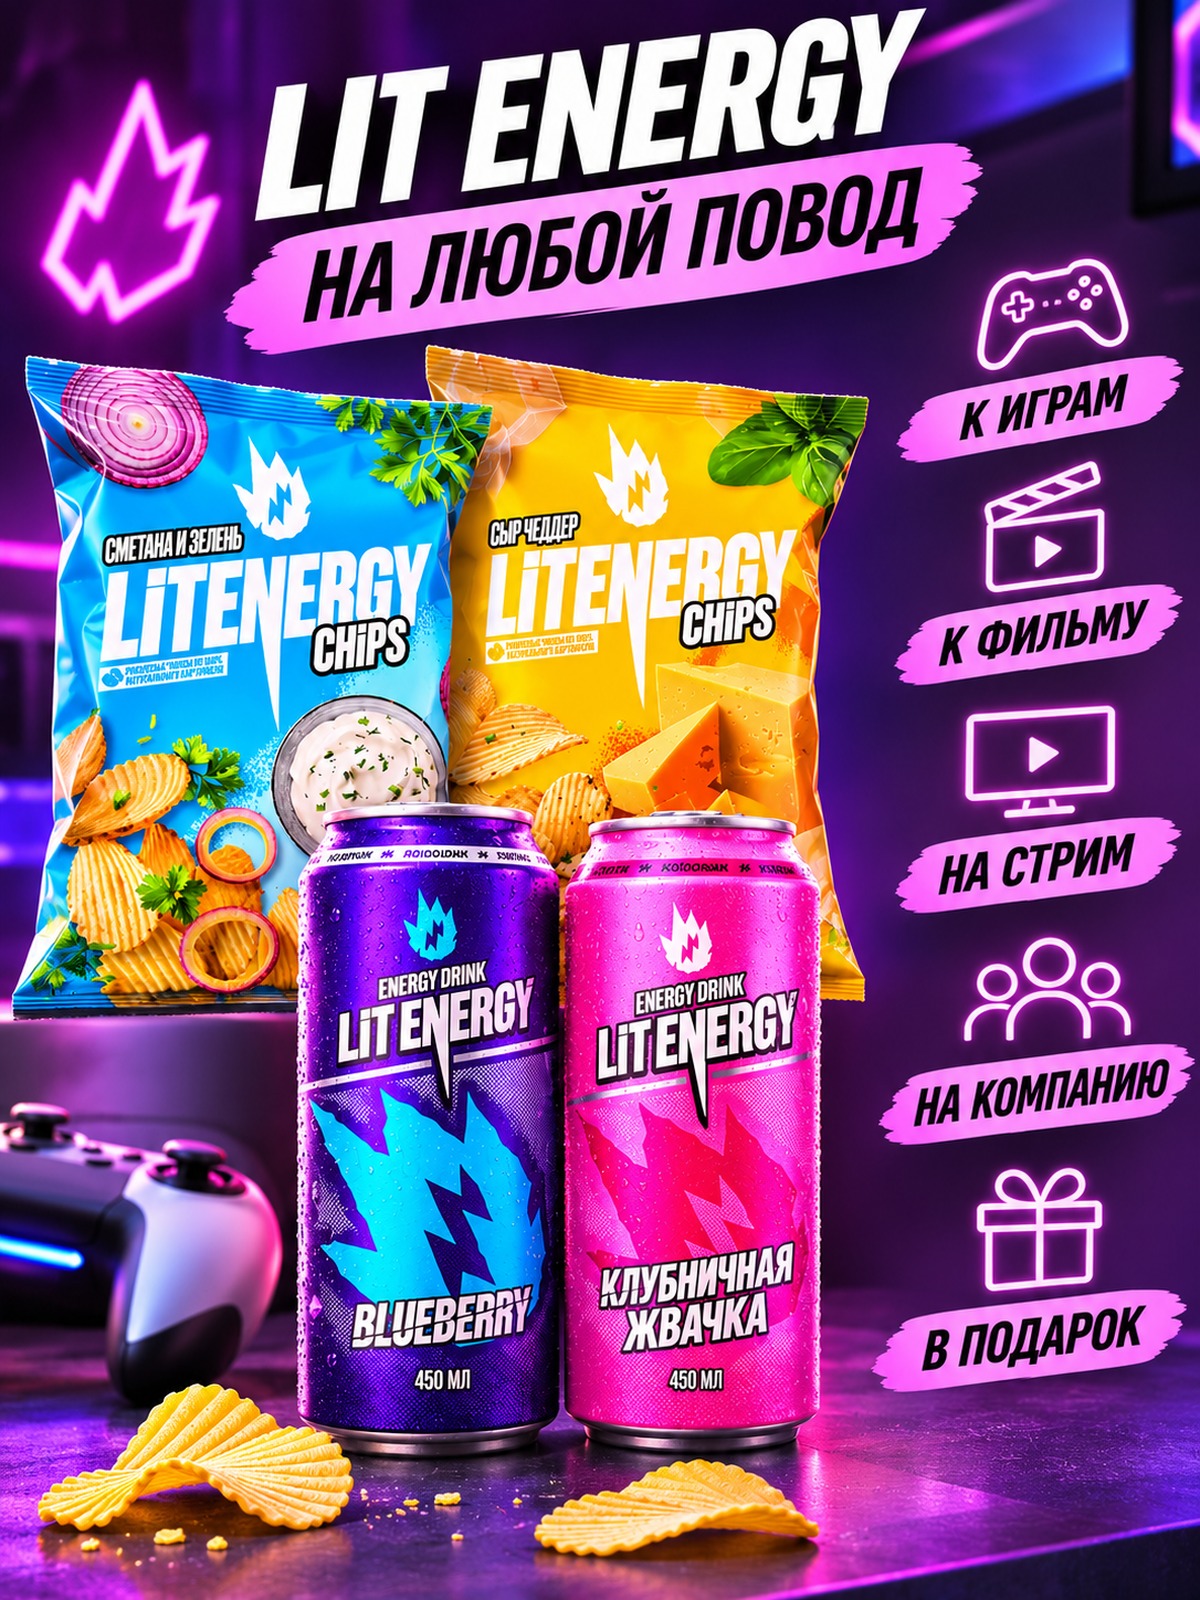 LIT ENERGY
НА ЛЮБОЙ ПОВОД
К ИГРАМ
К ФИЛЬМУ
НА СТРИМ
НА КОМПАНИЮ
В ПОДАРОК
СМЕТАНА И ЗЕЛЕНЬ
LiTENERGY
CHiPS
СЫР ЧЕДДЕР
LiTENERGY
CHiPS
ENERGY DRINK
LiT ENERGY
BLUEBERRY
450 МЛ
ENERGY DRINK
LiT ENERGY
КЛУБНИЧНАЯ
ЖВАЧКА
450 МЛ